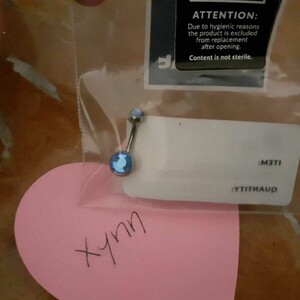 ATTENTION:
Due to hygienic reasons
the product is excluded
from replacement
after opening.
Content is not sterile.
ITEM:
QUANTITY: